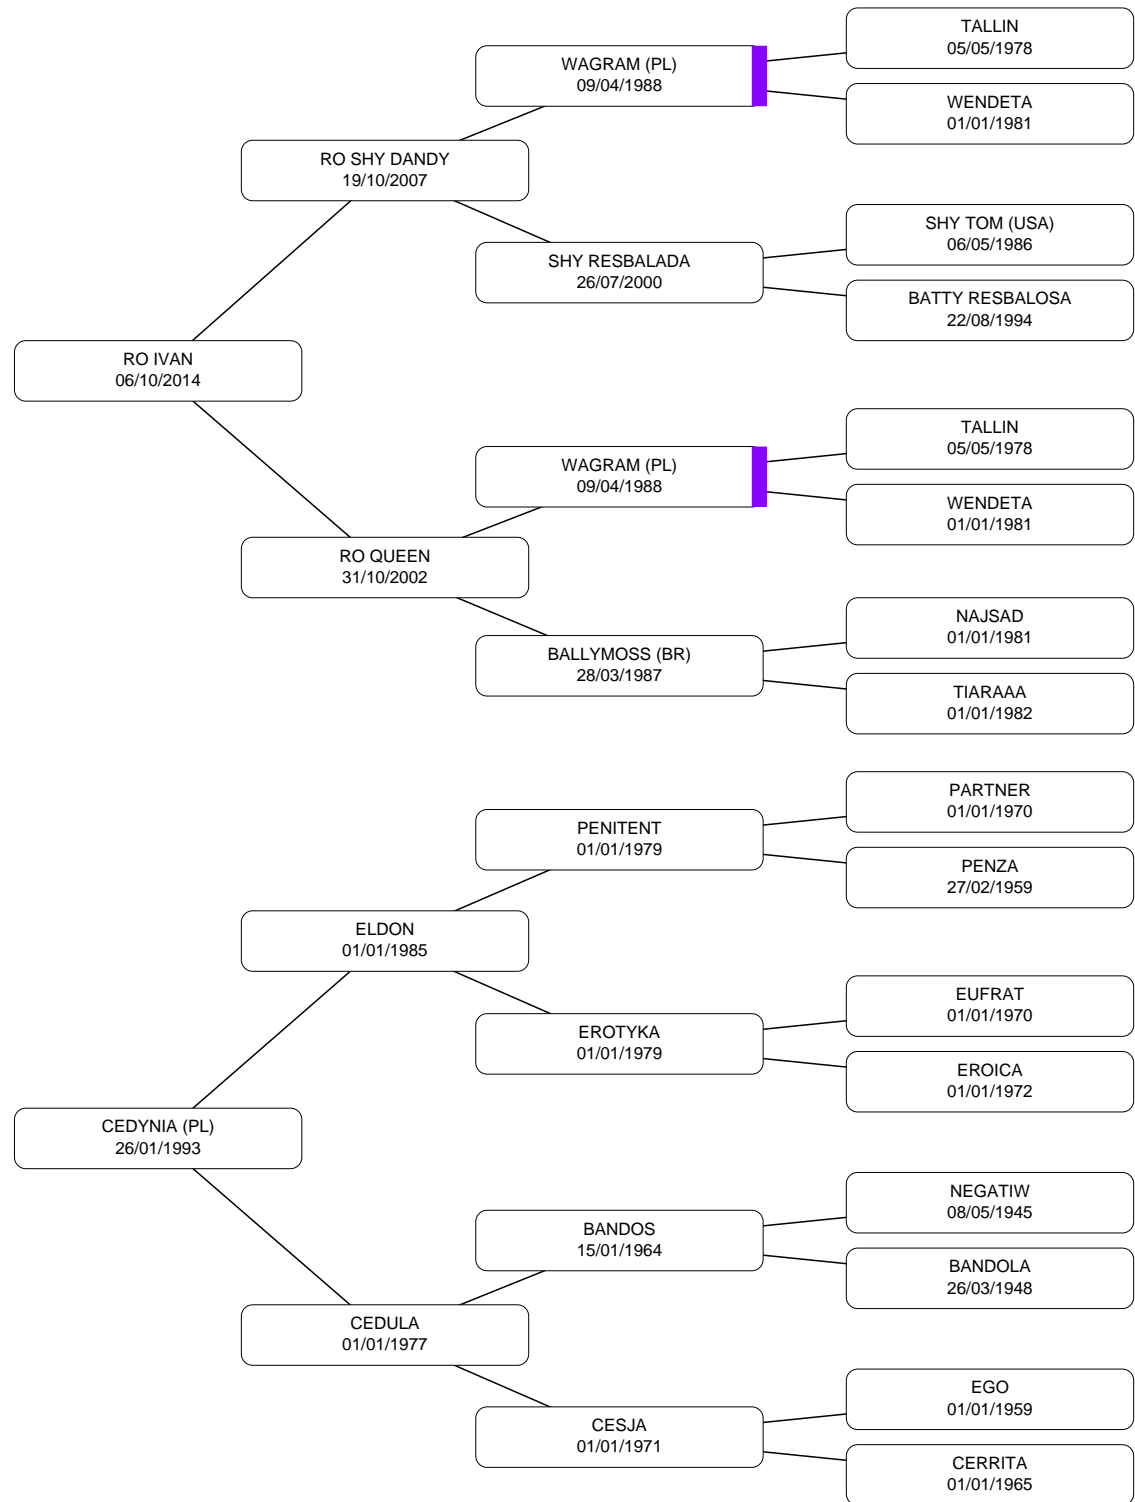 TALLIN
05/05/1978
WAGRAM (PL)
09/04/1988
WENDETA
01/01/1981
RO SHY DANDY
19/10/2007
SHY TOM (USA)
06/05/1986
SHY RESBALADA
26/07/2000
BATTY RESBALOSA
22/08/1994
RO IVAN
06/10/2014
TALLIN
05/05/1978
WAGRAM (PL)
09/04/1988
WENDETA
01/01/1981
RO QUEEN
31/10/2002
NAJSAD
01/01/1981
BALLYMOSS (BR)
28/03/1987
TIARAAA
01/01/1982
PARTNER
01/01/1970
PENITENT
01/01/1979
PENZA
27/02/1959
ELDON
01/01/1985
EUFRAT
01/01/1970
EROTYKA
01/01/1979
EROICA
01/01/1972
CEDYNIA (PL)
26/01/1993
NEGATIW
08/05/1945
BANDOS
15/01/1964
BANDOLA
26/03/1948
CEDULA
01/01/1977
EGO
01/01/1959
CESJA
01/01/1971
CERRITA
01/01/1965